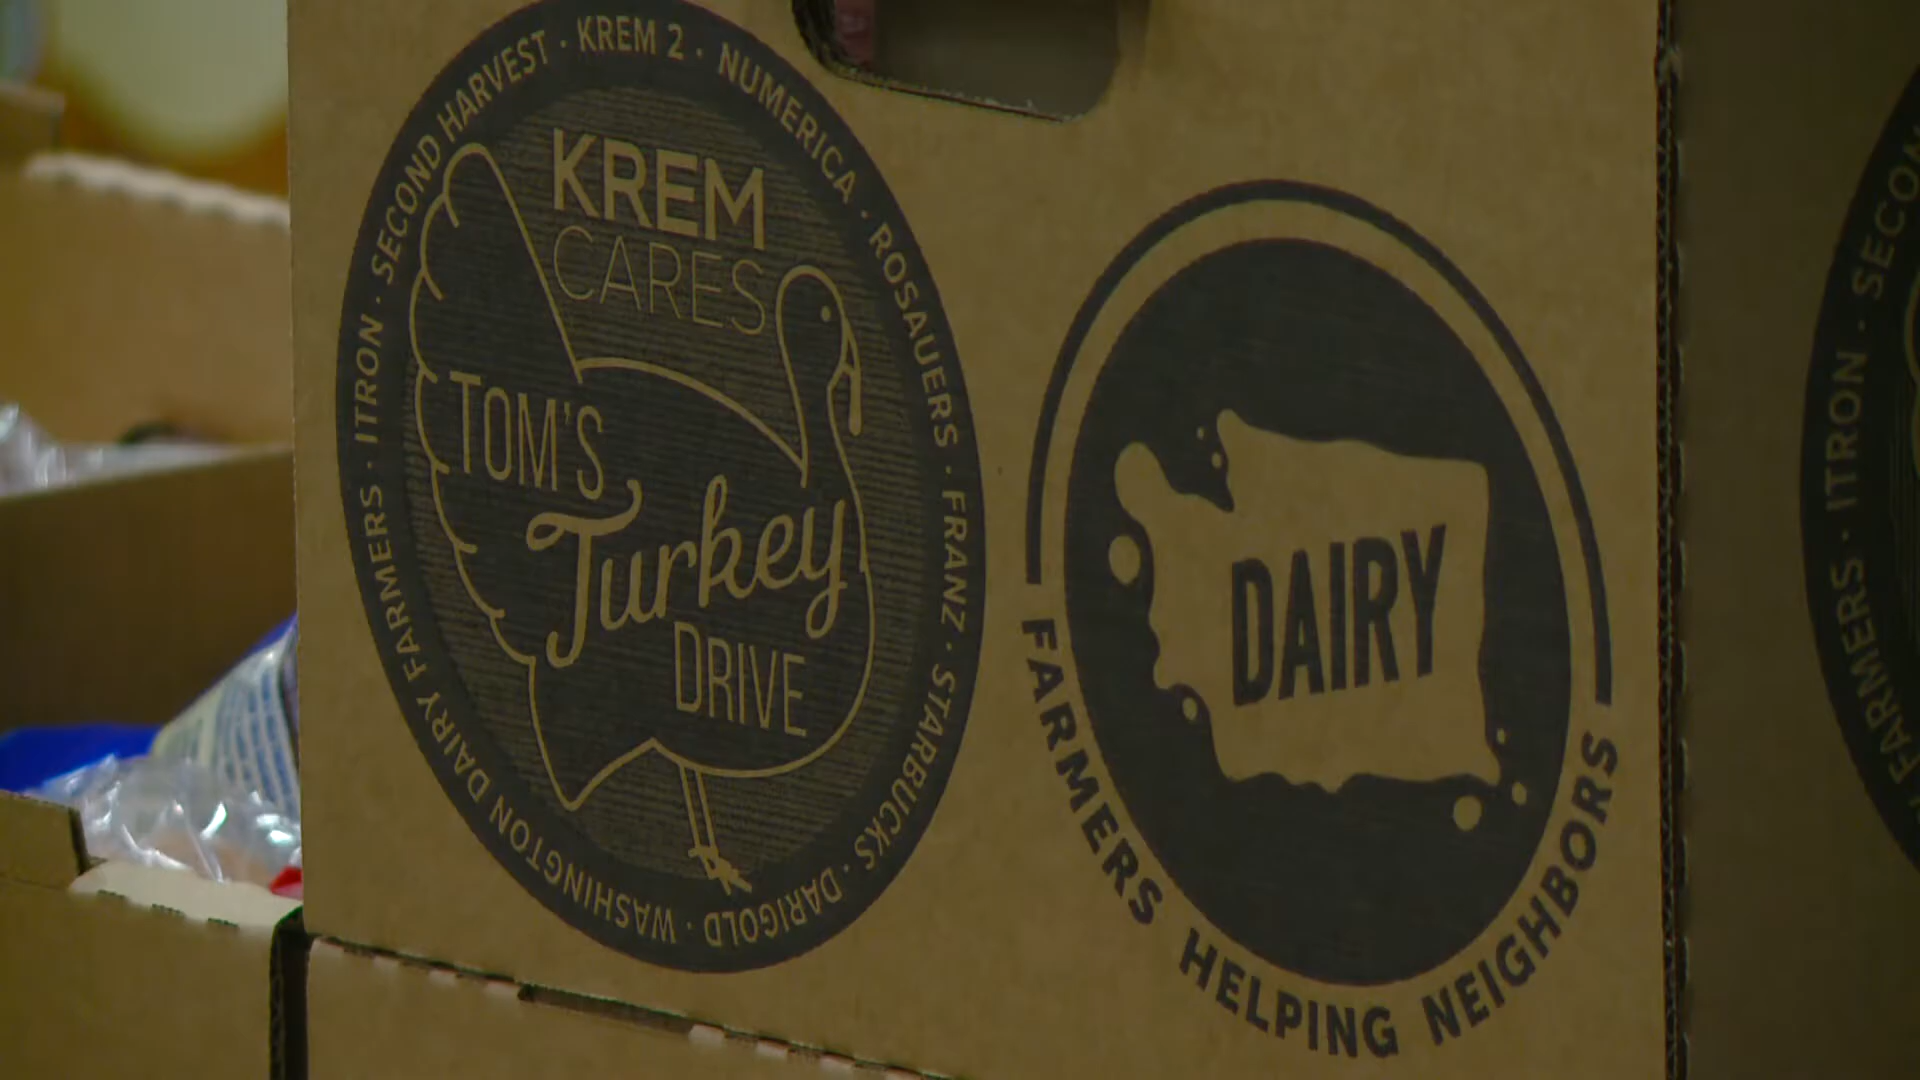 SECOND HARVEST · KREM 2 · NUMERICA · ROSAUERS · FRANZ · STARBUCKS · DARIGOLD · WASHINGTON DAIRY FARMERS · ITRON ·
KREM
CARES
TOM'S
Turkey
DRIVE
DAIRY
FARMERS HELPING NEIGHBORS
FARMERS · ITRON · SECON